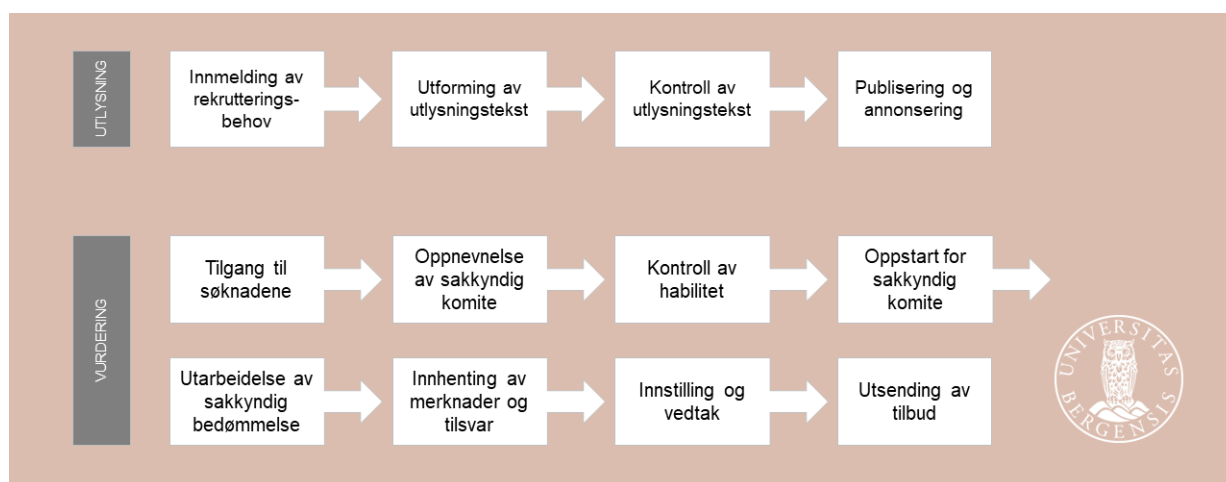 UTLYSNING
Innmelding av
rekrutterings-
behov
Utforming av
utlysningstekst
Kontroll av
utlysningstekst
Publisering og
annonsering
VURDERING
Tilgang til
søknadene
Oppnevnelse
av sakkyndig
komite
Kontroll av
habilitet
Oppstart for
sakkyndig
komite
Utarbeidelse av
sakkyndig
bedømmelse
Innhenting av
merknader og
tilsvar
Innstilling og
vedtak
Utsending av
tilbud
UNIVERSITAS
BERGENSIS